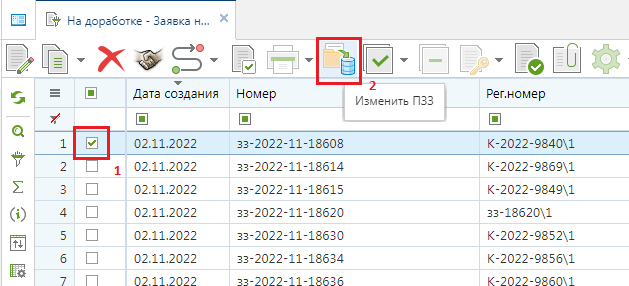 На доработке - Заявка н...
2
Изменить ПЗЗ
Дата создания Номер Рег.номер
1 02.11.2022 зз-2022-11-18608 К-2022-9840\1
1
2 02.11.2022 зз-2022-11-18614 К-2022-9869\1
3 02.11.2022 зз-2022-11-18615 К-2022-9849\1
4 02.11.2022 зз-2022-11-18620 зз-18620\1
5 02.11.2022 зз-2022-11-18630 К-2022-9852\1
6 02.11.2022 зз-2022-11-18634 К-2022-9856\1
7 02.11.2022 зз-2022-11-18636 К-2022-9860\1